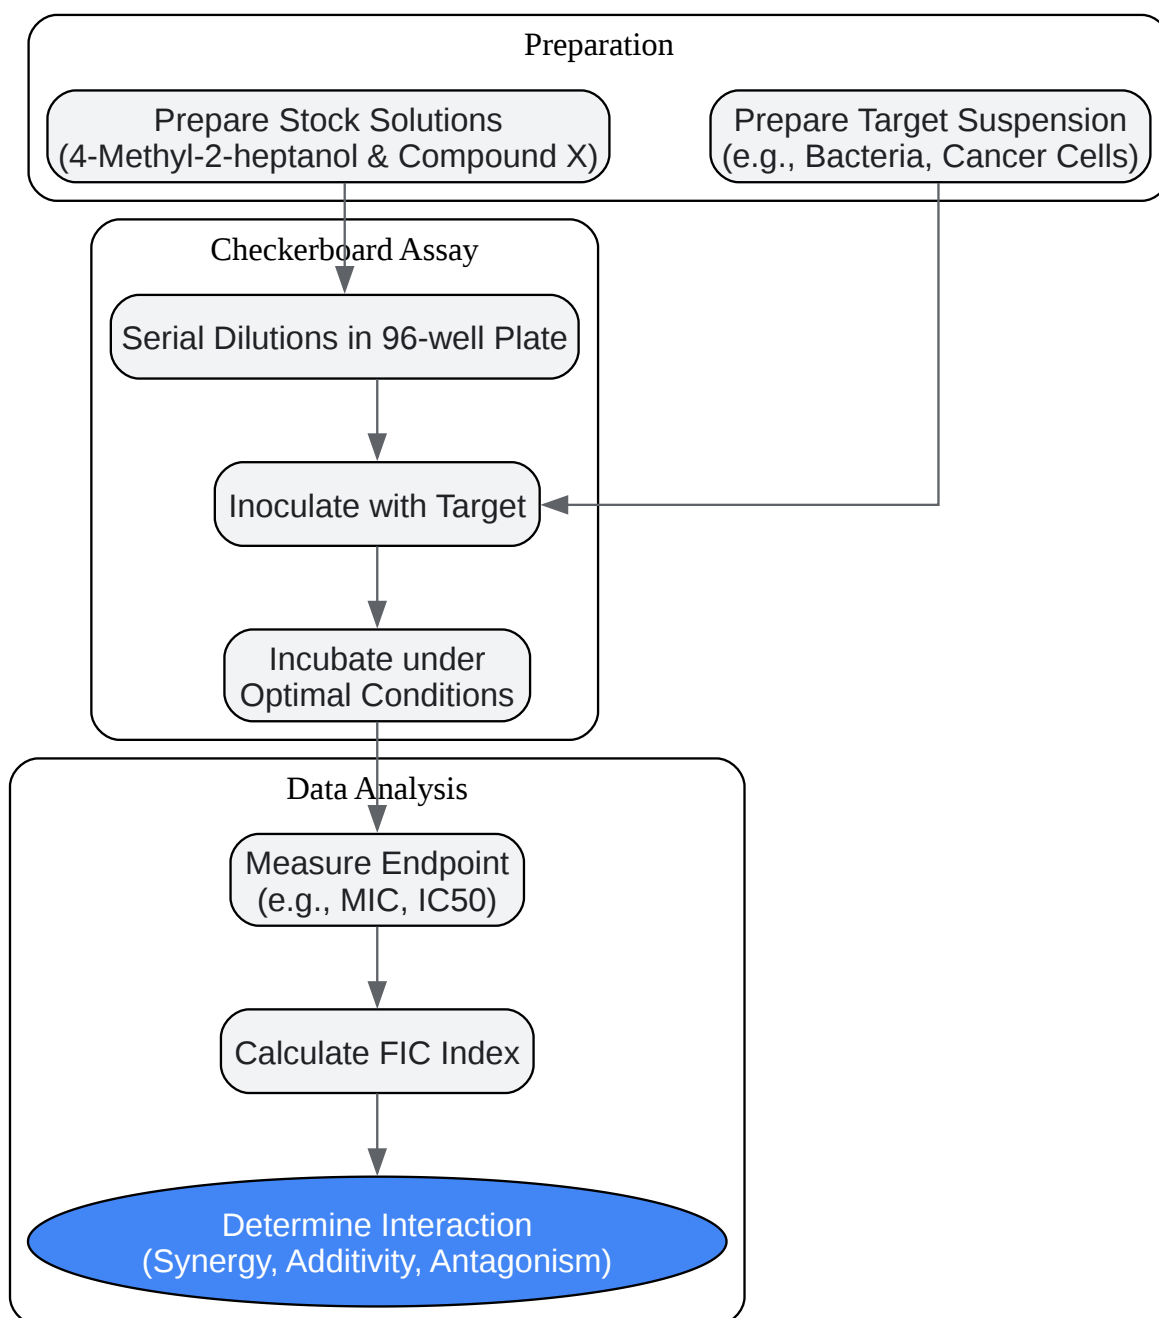 Preparation
Prepare Stock Solutions
(4-Methyl-2-heptanol & Compound X)
Prepare Target Suspension
(e.g., Bacteria, Cancer Cells)
Checkerboard Assay
Serial Dilutions in 96-well Plate
Inoculate with Target
Incubate under
Optimal Conditions
Data Analysis
Measure Endpoint
(e.g., MIC, IC50)
Calculate FIC Index
Determine Interaction
(Synergy, Additivity, Antagonism)